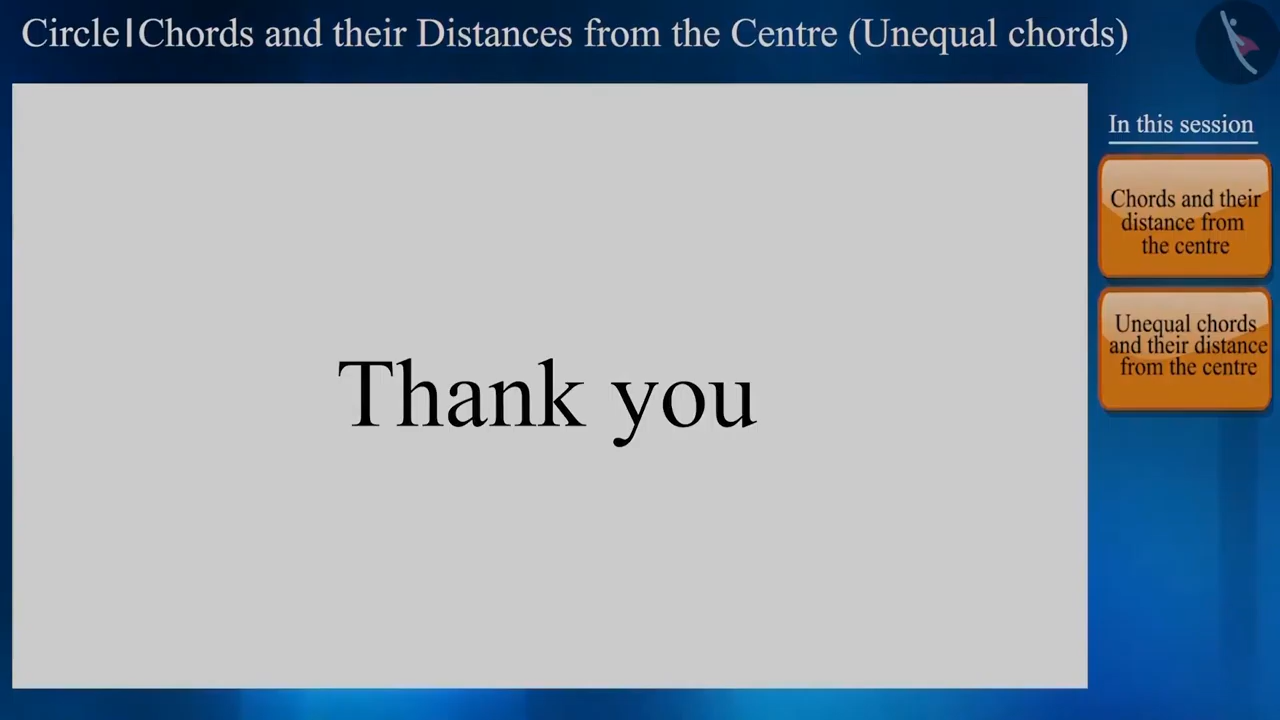 Circle|Chords and their Distances from the Centre (Unequal chords)
In this session
Chords and their
distance from
the centre
Unequal chords
and their distance
from the centre
Thank you